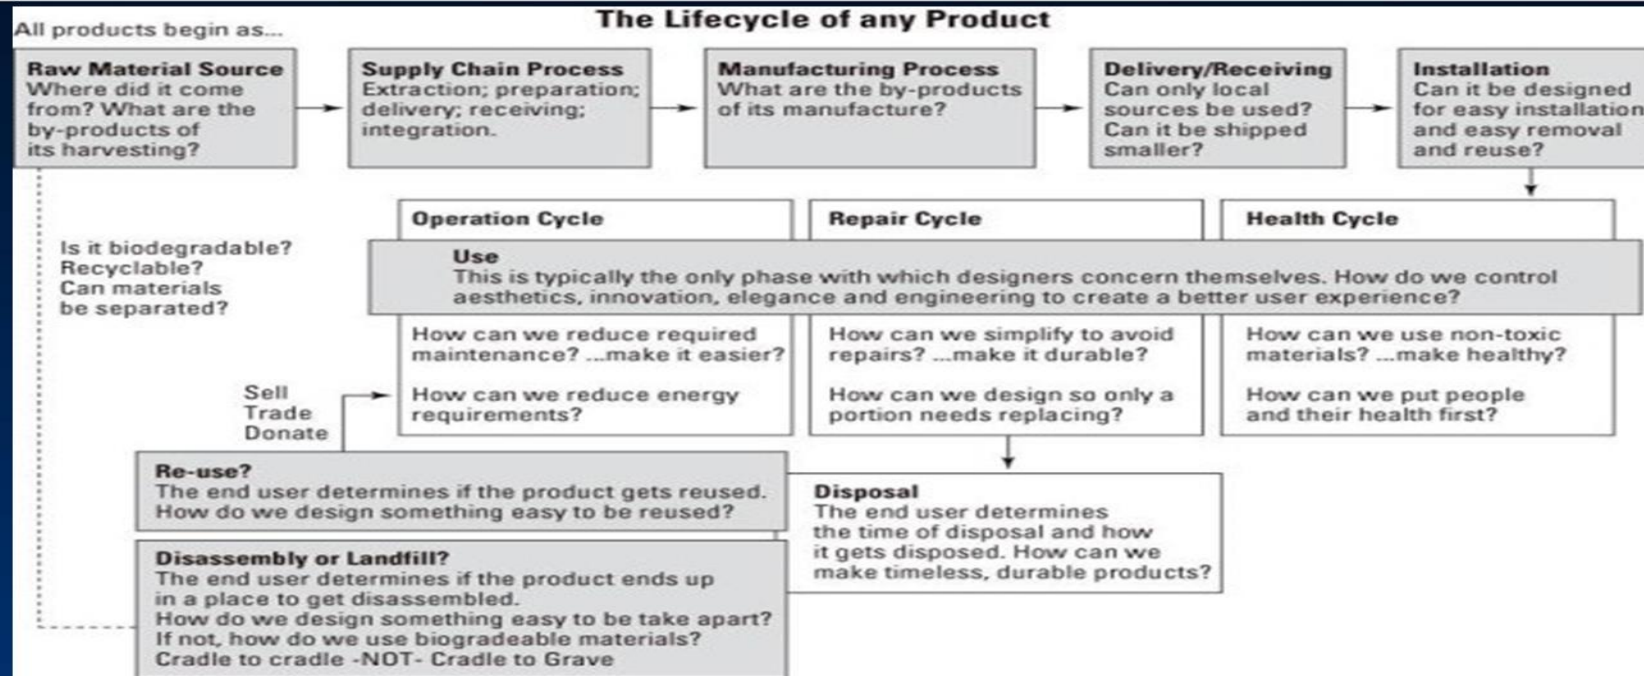 The Lifecycle of any Product
All products begin as...
Raw Material Source
Where did it come
from? What are the
by-products of
its harvesting?
Supply Chain Process
Extraction; preparation;
delivery; receiving;
integration.
Manufacturing Process
What are the by-products
of its manufacture?
Delivery/Receiving
Can only local
sources be used?
Can it be shipped
smaller?
Installation
Can it be designed
for easy installation
and easy removal
and reuse?
Operation Cycle
Repair Cycle
Health Cycle
Use
This is typically the only phase with which designers concern themselves. How do we control
aesthetics, innovation, elegance and engineering to create a better user experience?
How can we reduce required
maintenance? ...make it easier?
How can we reduce energy
requirements?
How can we simplify to avoid
repairs? ...make it durable?
How can we design so only a
portion needs replacing?
How can we use non-toxic
materials? ...make healthy?
How can we put people
and their health first?
Is it biodegradable?
Recyclable?
Can materials
be separated?
Sell
Trade
Donate
Re-use?
The end user determines if the product gets reused.
How do we design something easy to be reused?
Disposal
The end user determines
the time of disposal and how
it gets disposed. How can we
make timeless, durable products?
Disassembly or Landfill?
The end user determines if the product ends up
in a place to get disassembled.
How do we design something easy to be take apart?
If not, how do we use biogradeable materials?
Cradle to cradle -NOT- Cradle to Grave